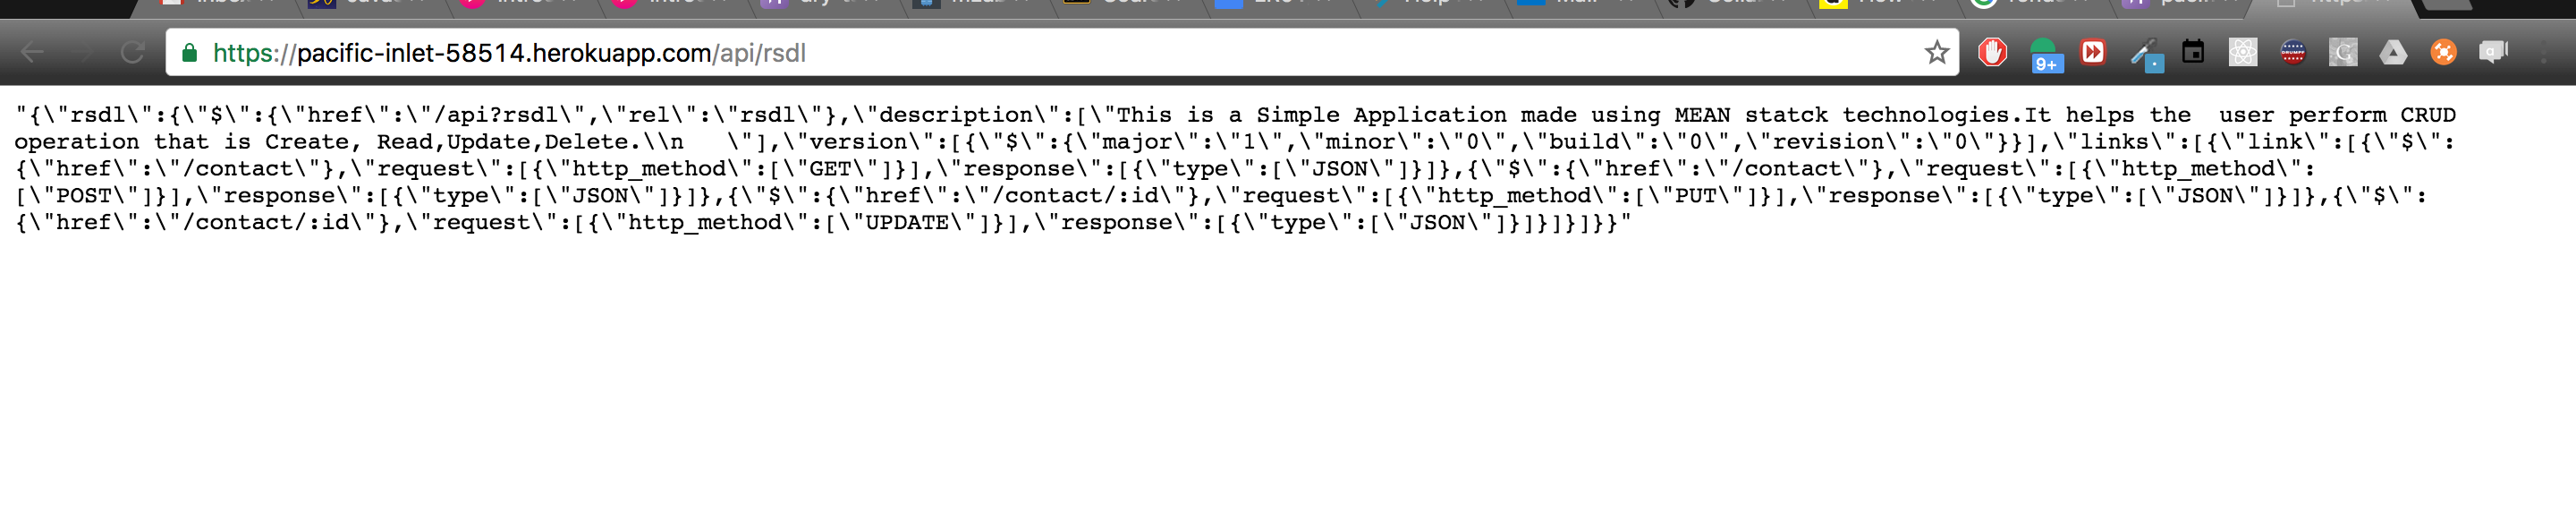 Inbox
Help
Mail
https://pacific-inlet-58514.herokuapp.com/api/rsdl
9+
"{\"rsdl\":{\"$\":{\"href\":\"/api?rsdl\",\"rel\":\"rsdl\"},\"description\":[\"This is a Simple Application made using MEAN statck technologies.It helps the  user perform CRUD
operation that is Create, Read,Update,Delete.\\n   \"],\"version\":[{\"$\":{\"major\":\"1\",\"minor\":\"0\",\"build\":\"0\",\"revision\":\"0\"}}],\"links\":[{\"link\":[{\"$\":
{\"href\":\"/contact\"},\"request\":[{\"http_method\":[\"GET\"]}],\"response\":[{\"type\":[\"JSON\"]}]},{\"$\":{\"href\":\"/contact\"},\"request\":[{\"http_method\":
[\"POST\"]}],\"response\":[{\"type\":[\"JSON\"]}]},{\"$\":{\"href\":\"/contact/:id\"},\"request\":[{\"http_method\":[\"PUT\"]}],\"response\":[{\"type\":[\"JSON\"]}]},{\"$\":
{\"href\":\"/contact/:id\"},\"request\":[{\"http_method\":[\"UPDATE\"]}],\"response\":[{\"type\":[\"JSON\"]}]}]}]}}"